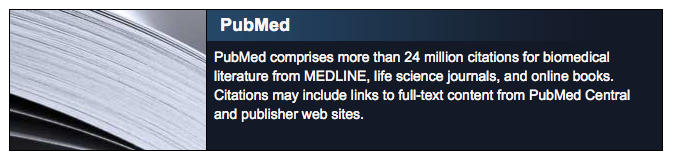 PubMed
PubMed comprises more than 24 million citations for biomedical
literature from MEDLINE, life science journals, and online books.
Citations may include links to full-text content from PubMed Central
and publisher web sites.